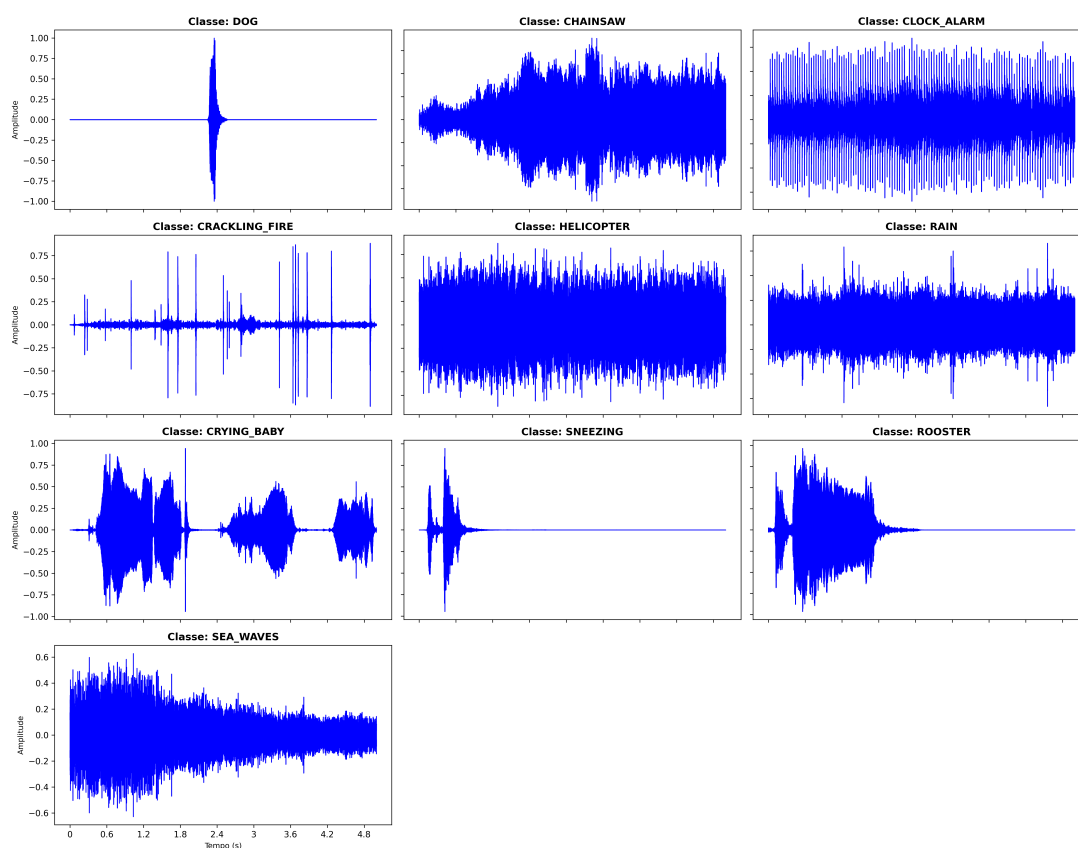 Classe: DOG
Classe: CHAINSAW
Classe: CLOCK_ALARM
1.00
0.75
0.50
0.25
0.00
−0.25
−0.50
−0.75
−1.00
Amplitude
Classe: CRACKLING_FIRE
Classe: HELICOPTER
Classe: RAIN
0.75
0.50
0.25
0.00
−0.25
−0.50
−0.75
Amplitude
Classe: CRYING_BABY
Classe: SNEEZING
Classe: ROOSTER
1.00
0.75
0.50
0.25
0.00
−0.25
−0.50
−0.75
−1.00
Amplitude
Classe: SEA_WAVES
0.6
0.4
0.2
0.0
−0.2
−0.4
−0.6
Amplitude
0 0.6 1.2 1.8 2.4 3 3.6 4.2 4.8
Tempo (s)